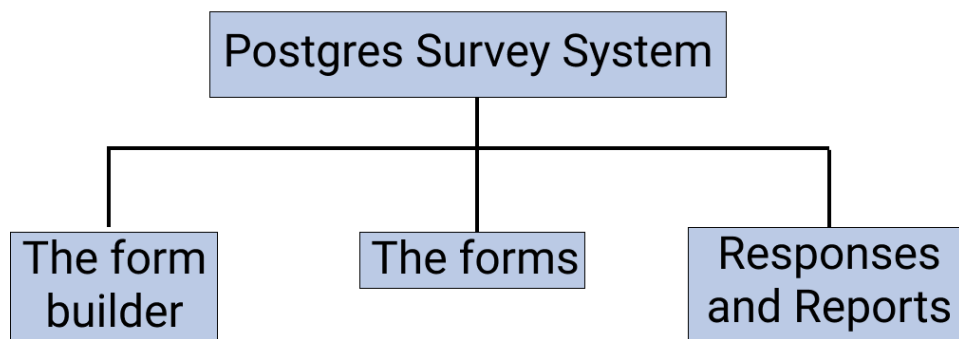 Postgres Survey System
The form
builder
The forms
Responses
and Reports